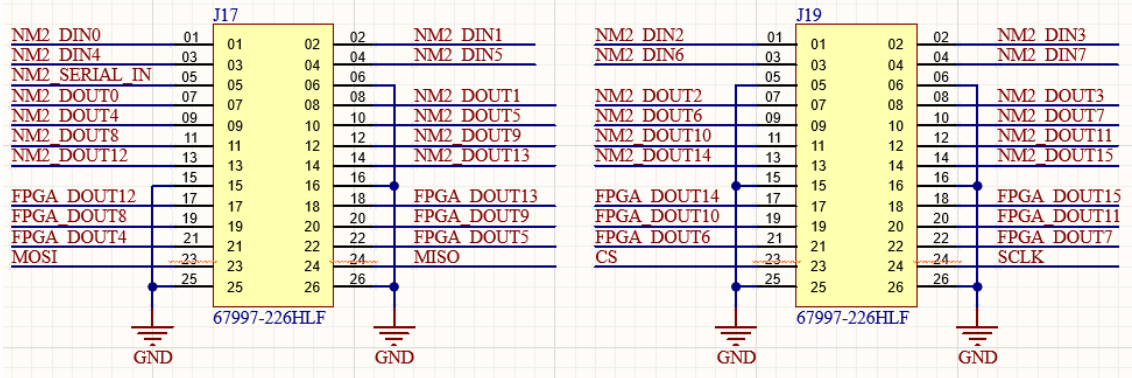 J17 J19
NM2_DIN0 01 01 02 02 NM2_DIN1 NM2_DIN2 01 01 02 02 NM2_DIN3
NM2_DIN4 03 03 04 04 NM2_DIN5 NM2_DIN6 03 03 04 04 NM2_DIN7
NM2_SERIAL_IN 05 05 06 06 05 05 06 06
NM2_DOUT0 07 07 08 08 NM2_DOUT1 NM2_DOUT2 07 07 08 08 NM2_DOUT3
NM2_DOUT4 09 09 10 10 NM2_DOUT5 NM2_DOUT6 09 09 10 10 NM2_DOUT7
NM2_DOUT8 11 11 12 12 NM2_DOUT9 NM2_DOUT10 11 11 12 12 NM2_DOUT11
NM2_DOUT12 13 13 14 14 NM2_DOUT13 NM2_DOUT14 13 13 14 14 NM2_DOUT15
15 15 16 16 15 15 16 16
FPGA_DOUT12 17 17 18 18 FPGA_DOUT13 FPGA_DOUT14 17 17 18 18 FPGA_DOUT15
FPGA_DOUT8 19 19 20 20 FPGA_DOUT9 FPGA_DOUT10 19 19 20 20 FPGA_DOUT11
FPGA_DOUT4 21 21 22 22 FPGA_DOUT5 FPGA_DOUT6 21 21 22 22 FPGA_DOUT7
MOSI 23 23 24 24 MISO CS 23 23 24 24 SCLK
25 25 26 26 25 25 26 26
67997-226HLF 67997-226HLF
GND GND GND GND